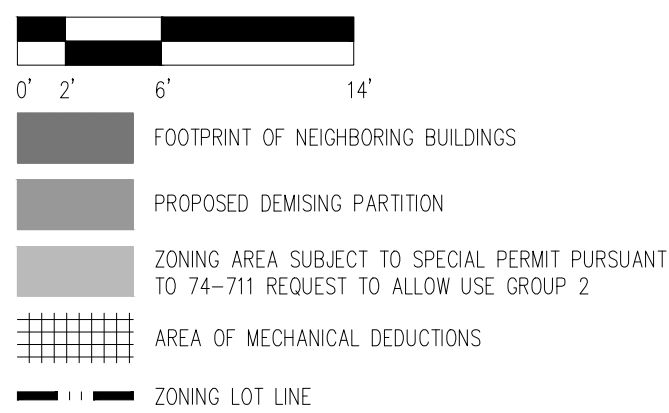 0' 2' 6' 14'
FOOTPRINT OF NEIGHBORING BUILDINGS
PROPOSED DEMISING PARTITION
ZONING AREA SUBJECT TO SPECIAL PERMIT PURSUANT
TO 74-711 REQUEST TO ALLOW USE GROUP 2
AREA OF MECHANICAL DEDUCTIONS
ZONING LOT LINE